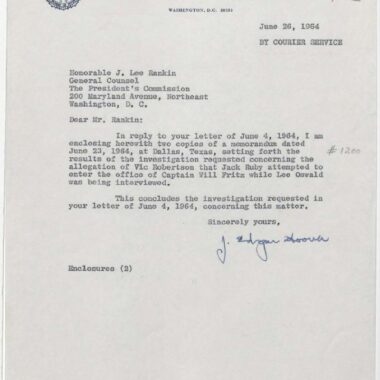 WASHINGTON, D.C. 20535
June 26, 1964
BY COURIER SERVICE
Honorable J. Lee Rankin
General Counsel
The President's Commission
200 Maryland Avenue, Northeast
Washington, D. C.
Dear Mr. Rankin:
In reply to your letter of June 4, 1964, I am
enclosing herewith two copies of a memorandum dated
June 23, 1964, at Dallas, Texas, setting forth the
results of the investigation requested concerning the
allegation of Vic Robertson that Jack Ruby attempted to
enter the office of Captain Will Fritz while Lee Oswald
was being interviewed.
#1200
This concludes the investigation requested in
your letter of June 4, 1964, concerning this matter.
Sincerely yours,
J. Edgar Hoover
Enclosures (2)